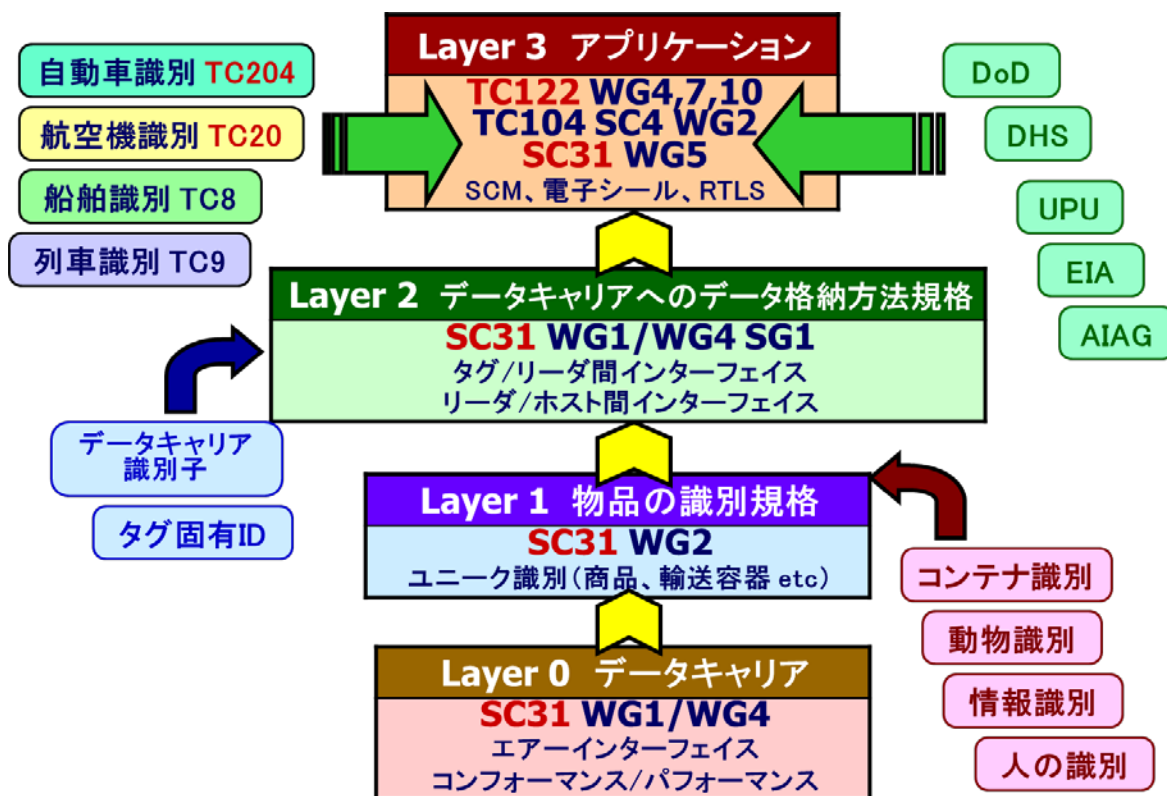 Layer 3 アプリケーション
TC122 WG4,7,10
TC104 SC4 WG2
SC31 WG5
SCM、電子シール、RTLS
自動車識別 TC204
航空機識別 TC20
船舶識別 TC8
列車識別 TC9
DoD
DHS
UPU
EIA
AIAG
Layer 2 データキャリアへのデータ格納方法規格
SC31 WG1/WG4 SG1
タグ/リーダ間インターフェイス
リーダ/ホスト間インターフェイス
データキャリア
識別子
タグ固有ID
Layer 1 物品の識別規格
SC31 WG2
ユニーク識別(商品、輸送容器 etc)
コンテナ識別
動物識別
情報識別
人の識別
Layer 0 データキャリア
SC31 WG1/WG4
エアーインターフェイス
コンフォーマンス/パフォーマンス